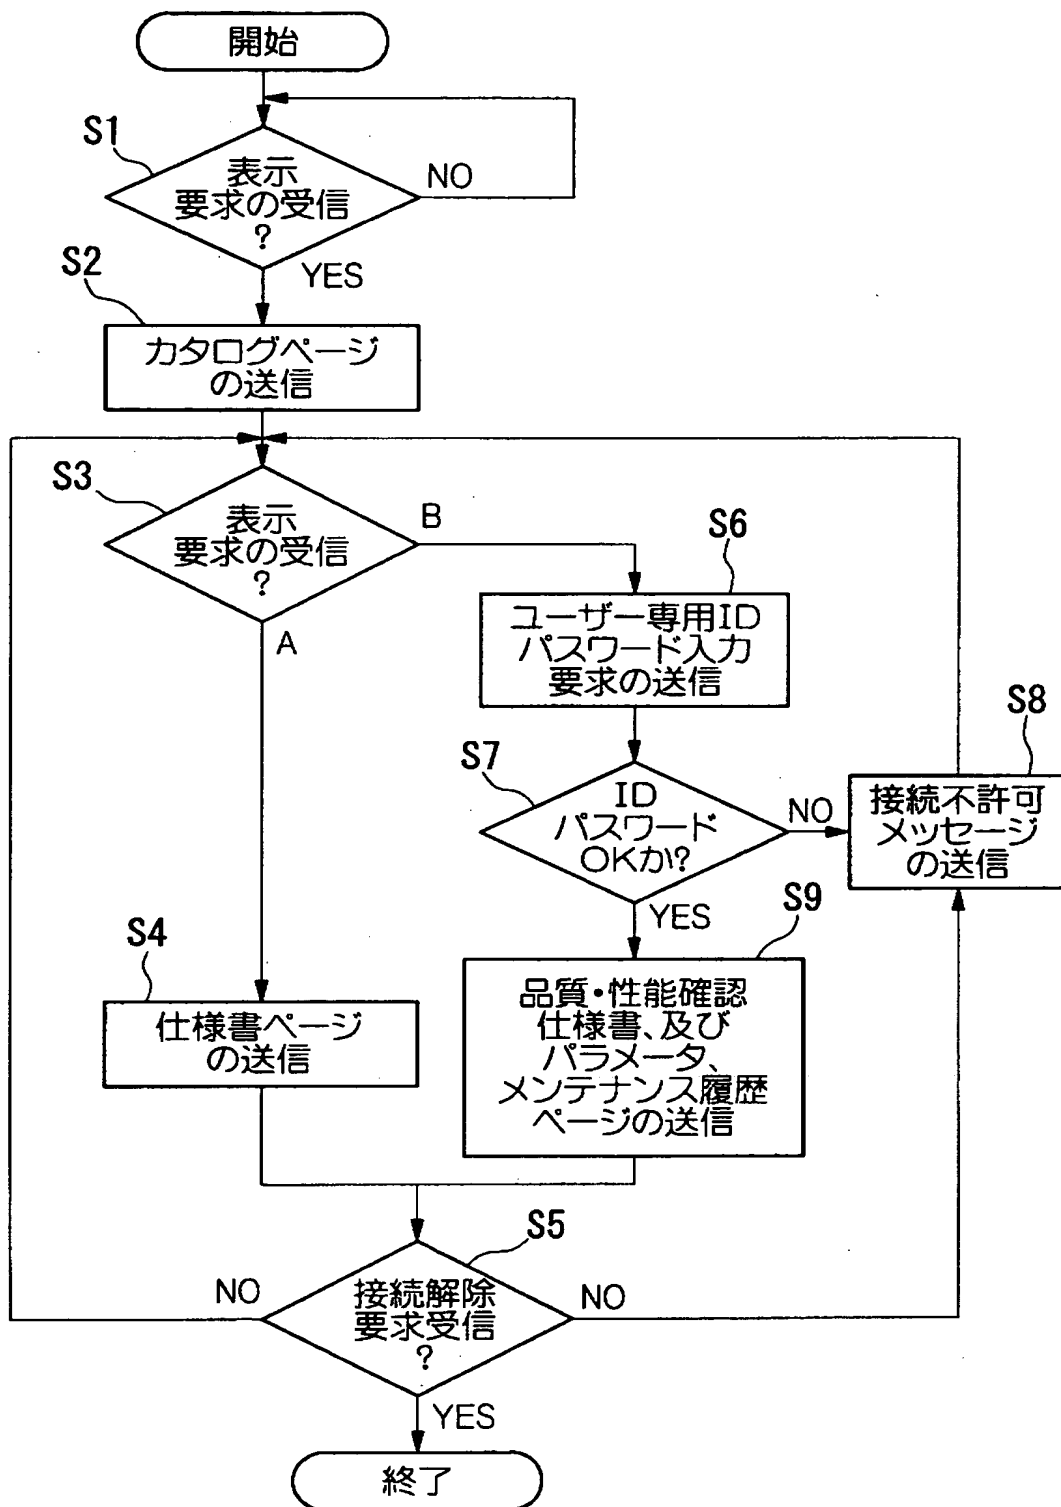 開始
S1
表示
要求の受信
?
NO
YES
S2
カタログページ
の送信
S3
表示
要求の受信
?
B
A
S6
ユーザー専用ID
パスワード入力
要求の送信
S7
ID
パスワード
OKか?
NO
YES
S8
接続不許可
メッセージ
の送信
S9
品質・性能確認
仕様書、及び
パラメータ、
メンテナンス履歴
ページの送信
S4
仕様書ページ
の送信
S5
接続解除
要求受信
?
NO
NO
YES
終了